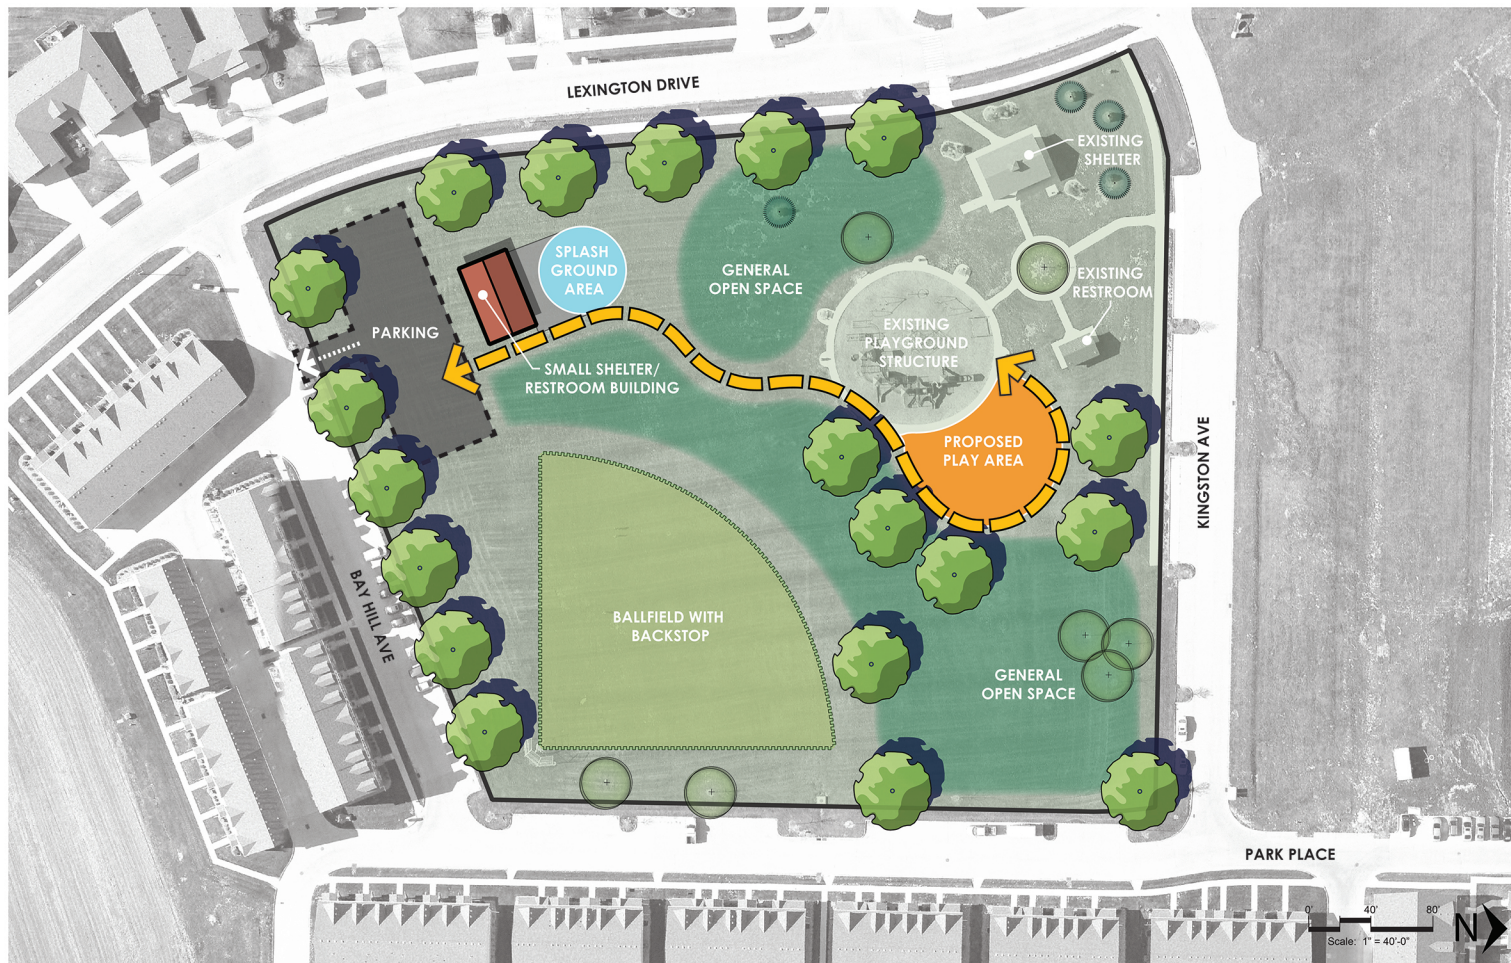 LEXINGTON DRIVE
EXISTING
SHELTER
SPLASH
GROUND
AREA
GENERAL
OPEN SPACE
EXISTING
RESTROOM
PARKING
EXISTING
PLAYGROUND
STRUCTURE
SMALL SHELTER/
RESTROOM BUILDING
PROPOSED
PLAY AREA
KINGSTON AVE
BAY HILL AVE
BALLFIELD WITH
BACKSTOP
GENERAL
OPEN SPACE
PARK PLACE
0' 40' 80'
Scale: 1" = 40'-0"
N